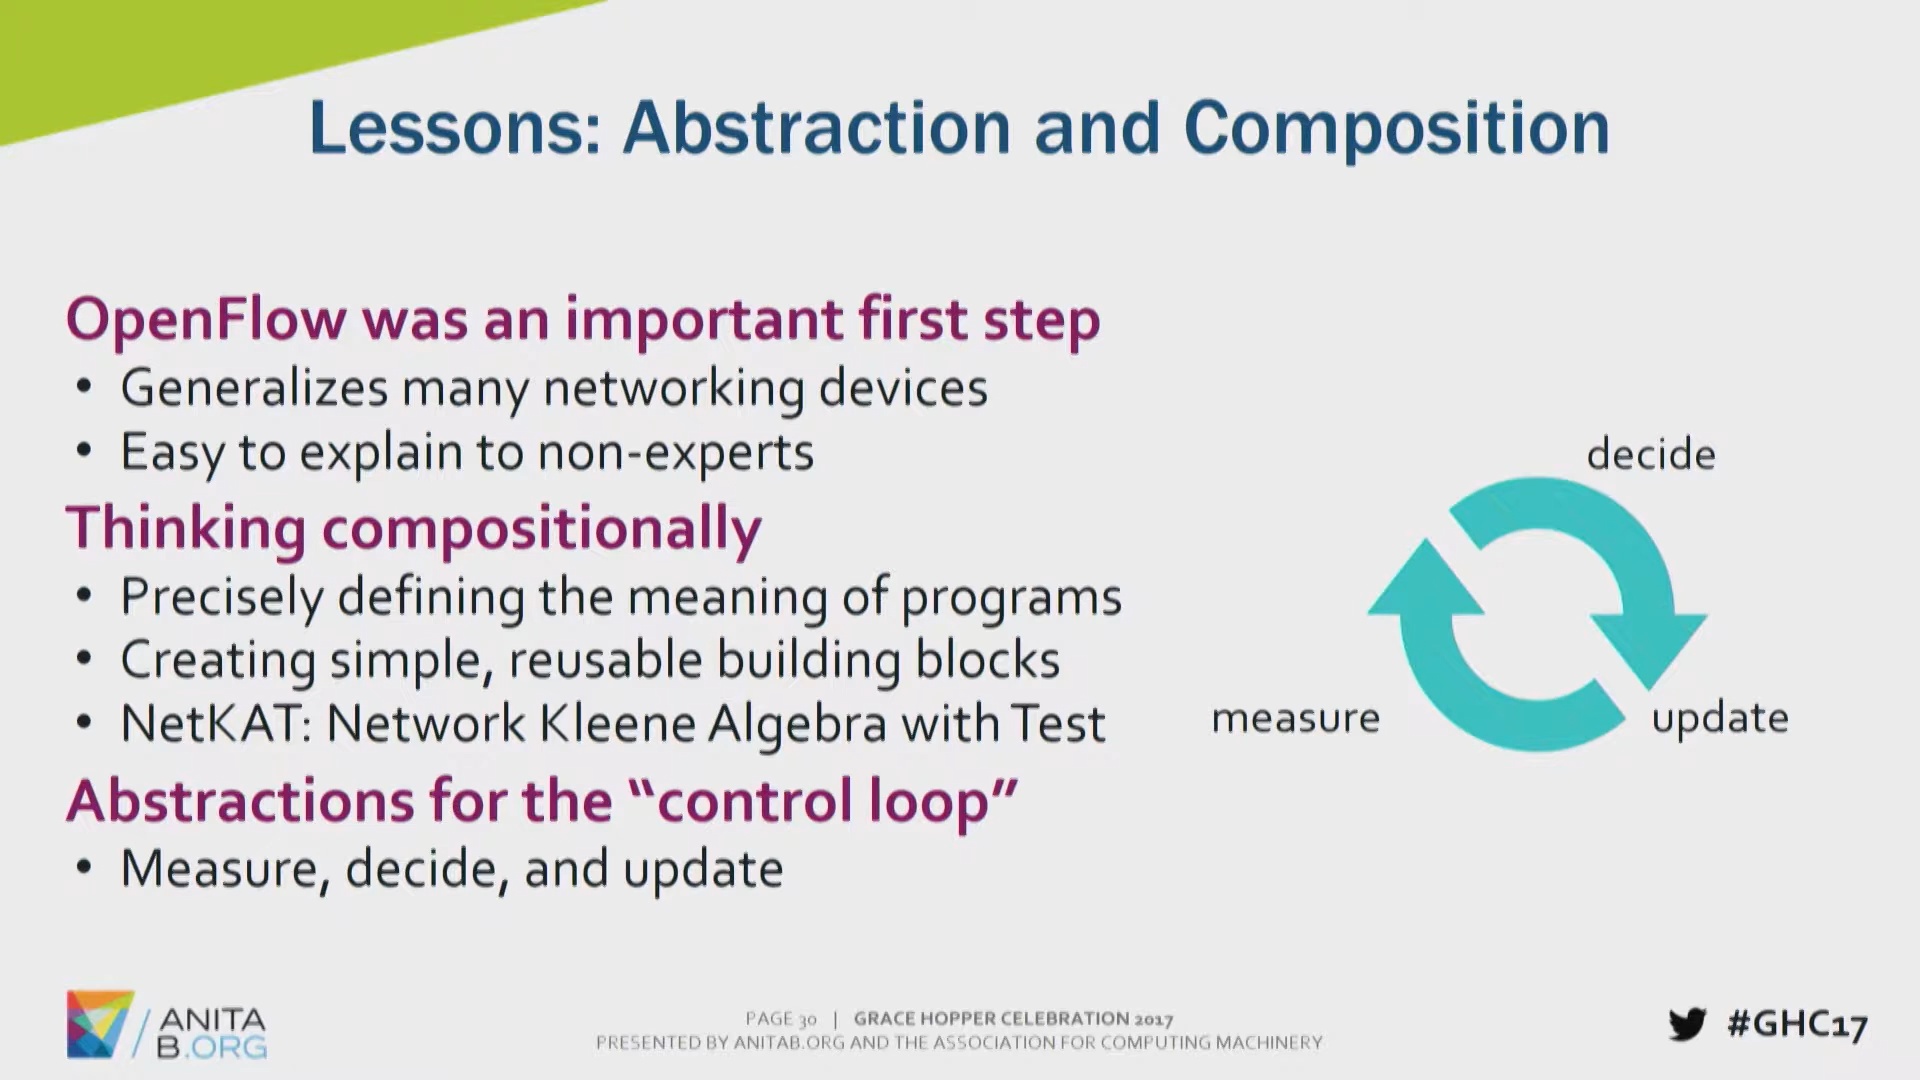 Lessons: Abstraction and Composition
OpenFlow was an important first step
• Generalizes many networking devices
• Easy to explain to non-experts
Thinking compositionally
• Precisely defining the meaning of programs
• Creating simple, reusable building blocks
• NetKAT: Network Kleene Algebra with Test
Abstractions for the “control loop”
• Measure, decide, and update
decide
measure
update
ANITA
B.ORG
PAGE 30 | GRACE HOPPER CELEBRATION 2017
PRESENTED BY ANITAB.ORG AND THE ASSOCIATION FOR COMPUTING MACHINERY
#GHC17